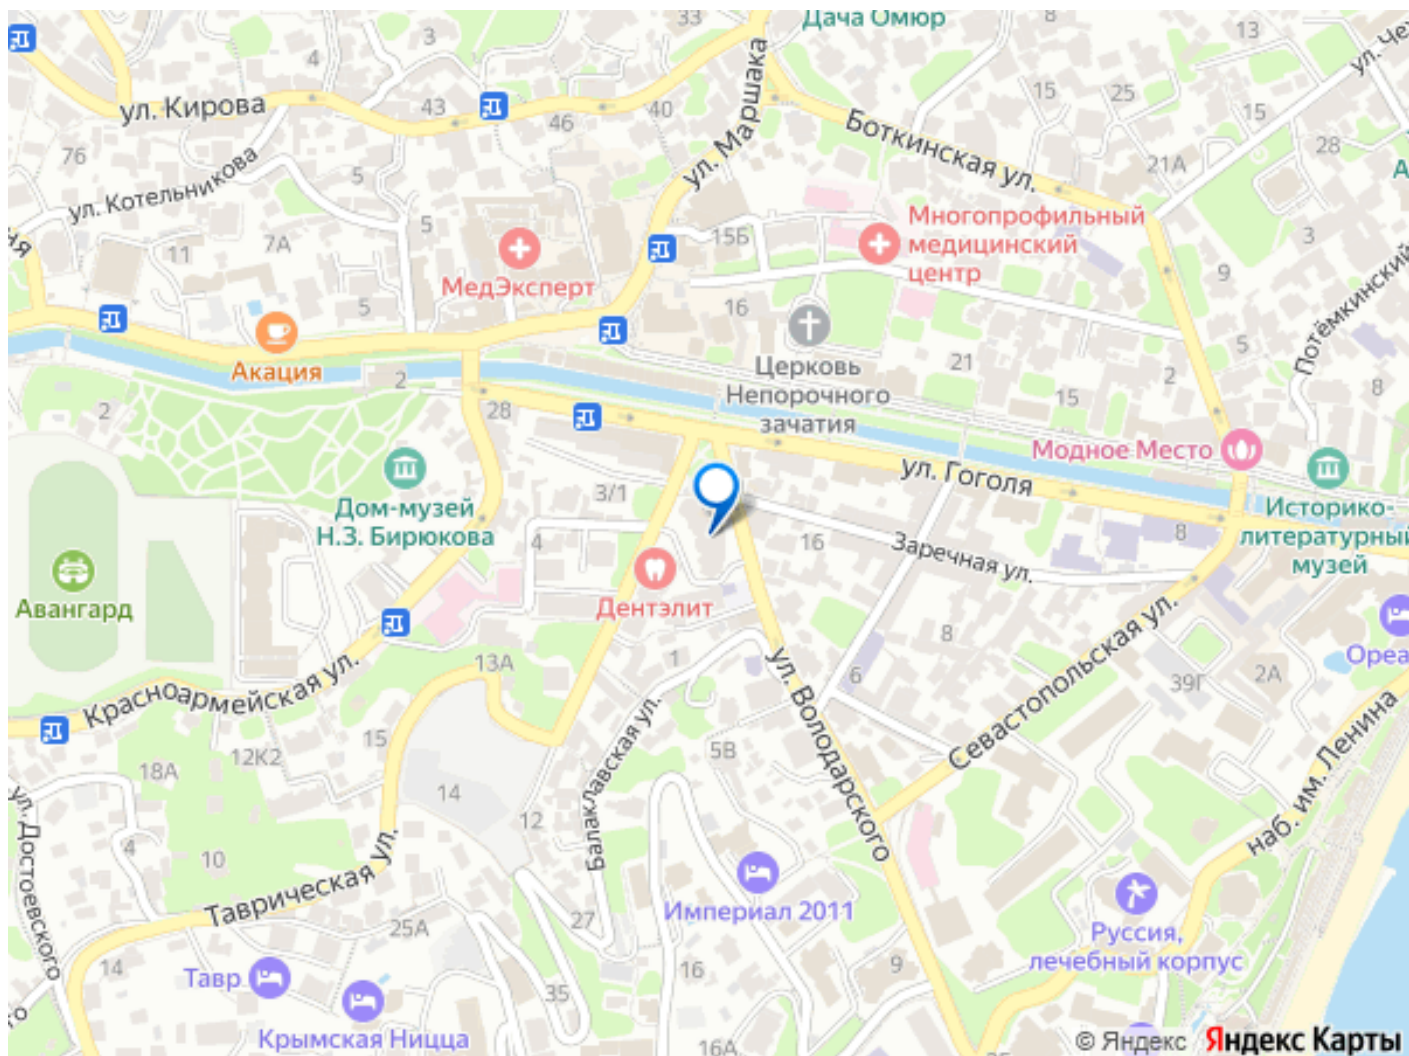 Дача Омюр
33
8
13
3
4
ул. Че
ул. Кирова
43
46
40
ул. Маршака
Боткинская ул.
15
25
21А
28
А
76
ул. Котельникова
5
5
ня
11
7А
5
МедЭксперт
15Б
16
Многопрофильный
медицинский
центр
3
9
Потёмкинский
Акация
Церковь
Непорочного
зачатия
21
15
2
5
8
2
2
28
Модное Место
ул. Гоголя
Дом-музей
Н.З. Бирюкова
3/1
4
16
Заречная ул.
8
Историко-
литературный
музей
Авангард
Дентэлит
8
Севастопольская ул.
Ореа
Красноармейская ул.
13А
1
ул. Володарского
6
39Г
2А
15
12К2
18А
14
12
5В
Балаклавская ул.
наб. им. Ленина
ул. Достоевского
4
10
Таврическая ул.
25А
27
Империал 2011
Руссия,
лечебный корпус
14
Тавр
35
16
9
Крымская Ницца
16А
25
© Яндекс Яндекс Карты